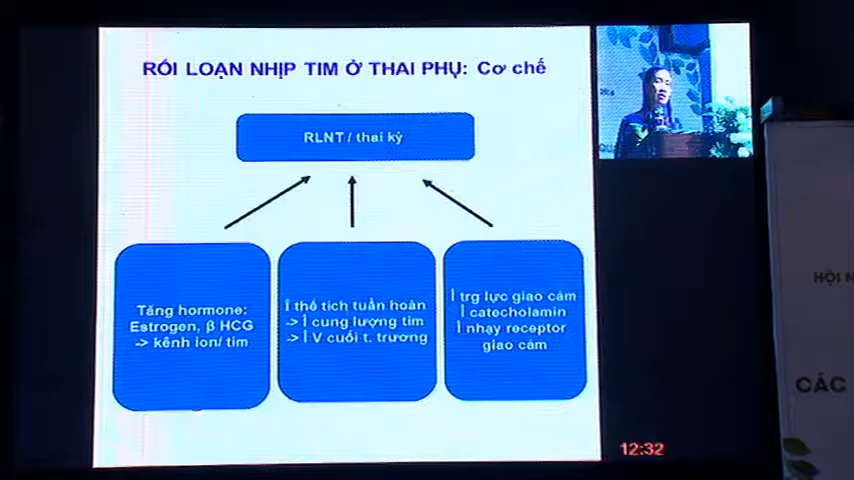 RỐI LOẠN NHỊP TIM Ở THAI PHỤ: Cơ chế
RLNT / thai kỳ
Tăng hormone:
Estrogen, β HCG
-> kênh ion/ tim
Ị thể tích tuần hoàn
-> Ị cung lượng tim
-> Ị V cuối t. trương
Ị trg lực giao cảm
Ị catecholamin
Ị nhạy receptor
giao cảm
12:32
HỘI N
CÁC